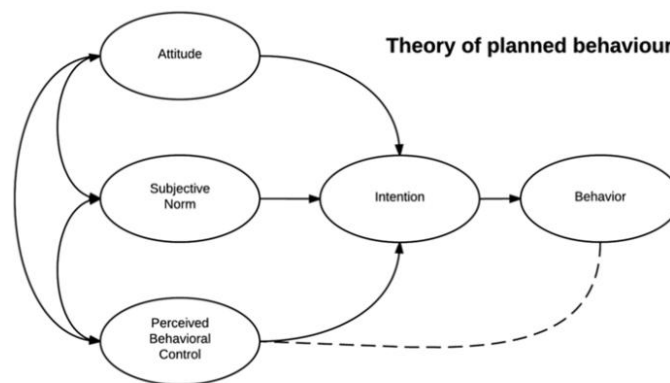 Theory of planned behaviour
Attitude
Subjective
Norm
Intention
Behavior
Perceived
Behavioral
Control